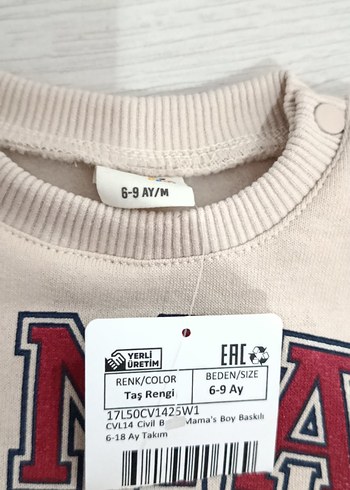 6-9 AY/M
YERLİ
ÜRETİM
EAC
RENK/COLOR
BEDEN/SIZE
Taş Rengi
6-9 Ay
17L50CV1425W1
CVL14 Civil Mama's Boy Baskılı
6-18 Ay Takım